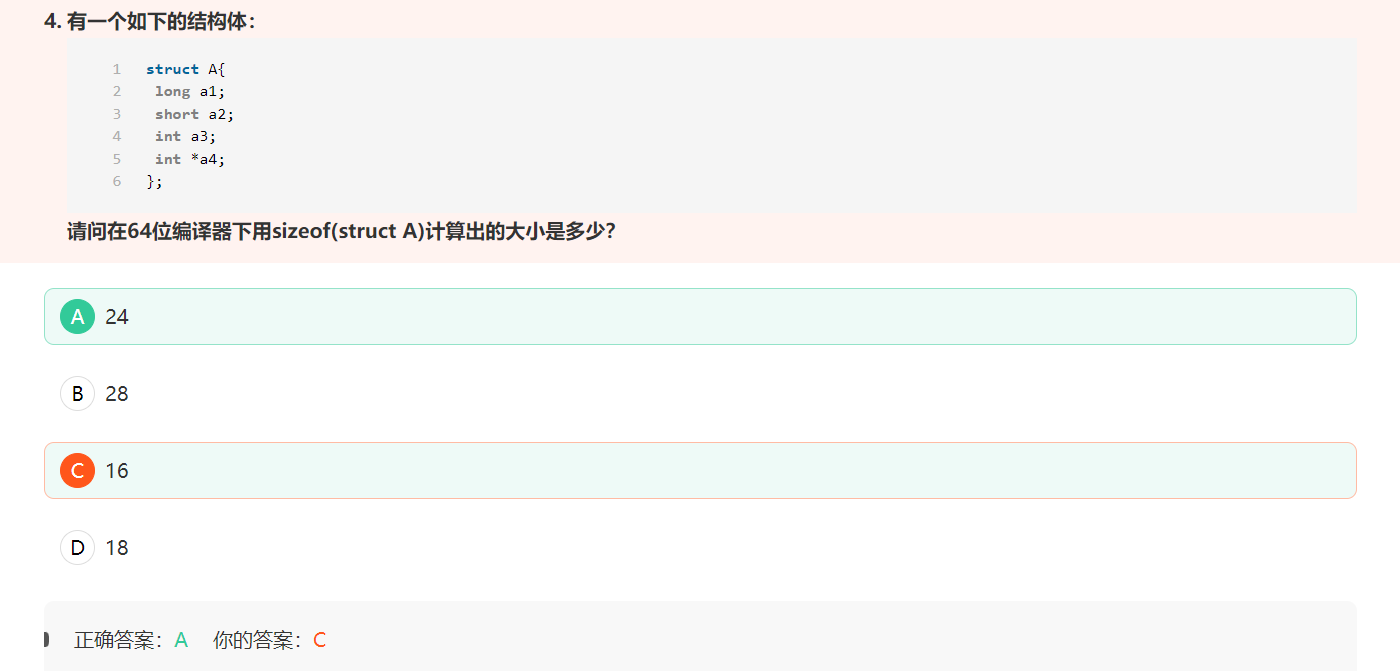 4. 有一个如下的结构体：
1 struct A{
2 long a1;
3 short a2;
4 int a3;
5 int *a4;
6 };
请问在64位编译器下用sizeof(struct A)计算出的大小是多少？
A 24
B 28
C 16
D 18
正确答案：A 你的答案：C